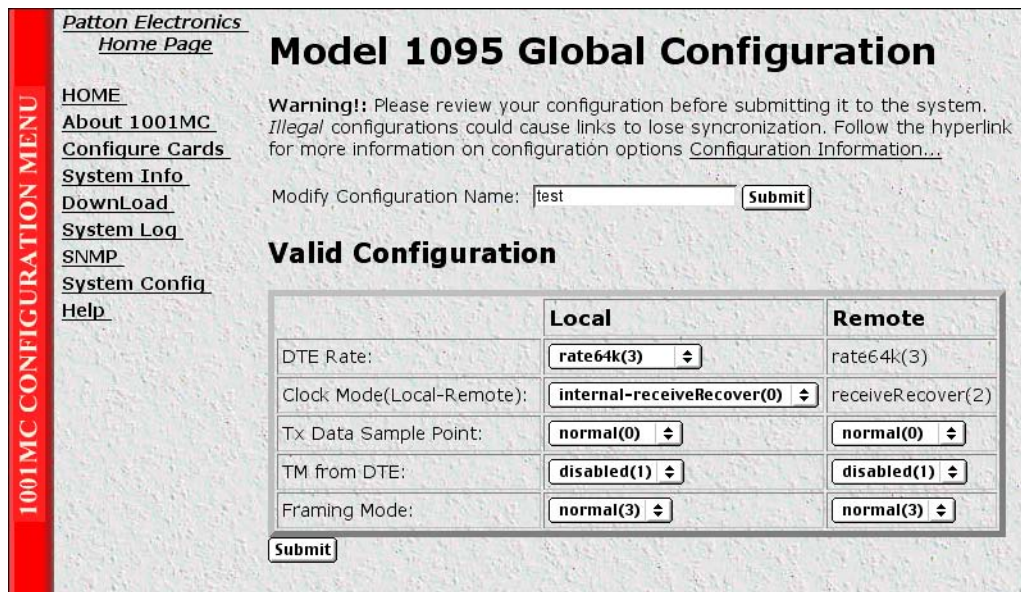 1001MC CONFIGURATION MENU
Patton Electronics
Home Page
HOME
About 1001MC
Configure Cards
System Info
DownLoad
System Log
SNMP
System Config
Help
Model 1095 Global Configuration
Warning!: Please review your configuration before submitting it to the system.
Illegal configurations could cause links to lose syncronization. Follow the hyperlink
for more information on configuration options Configuration Information...
Modify Configuration Name: test Submit
Valid Configuration
Local Remote
DTE Rate: rate64k(3) rate64k(3)
Clock Mode(Local-Remote): internal-receiveRecover(0) receiveRecover(2)
Tx Data Sample Point: normal(0) normal(0)
TM from DTE: disabled(1) disabled(1)
Framing Mode: normal(3) normal(3)
Submit